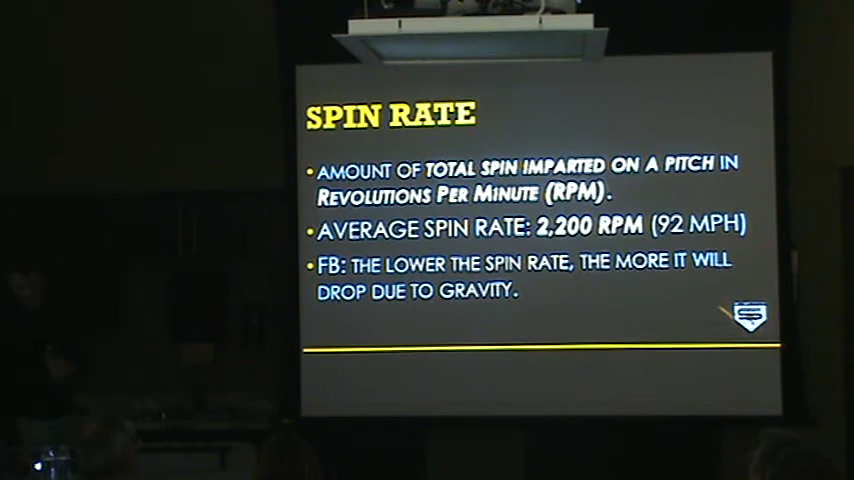 SPIN RATE
• AMOUNT OF TOTAL SPIN IMPARTED ON A PITCH IN
REVOLUTIONS PER MINUTE (RPM).
• AVERAGE SPIN RATE: 2,200 RPM (92 MPH)
• FB: THE LOWER THE SPIN RATE, THE MORE IT WILL
DROP DUE TO GRAVITY.